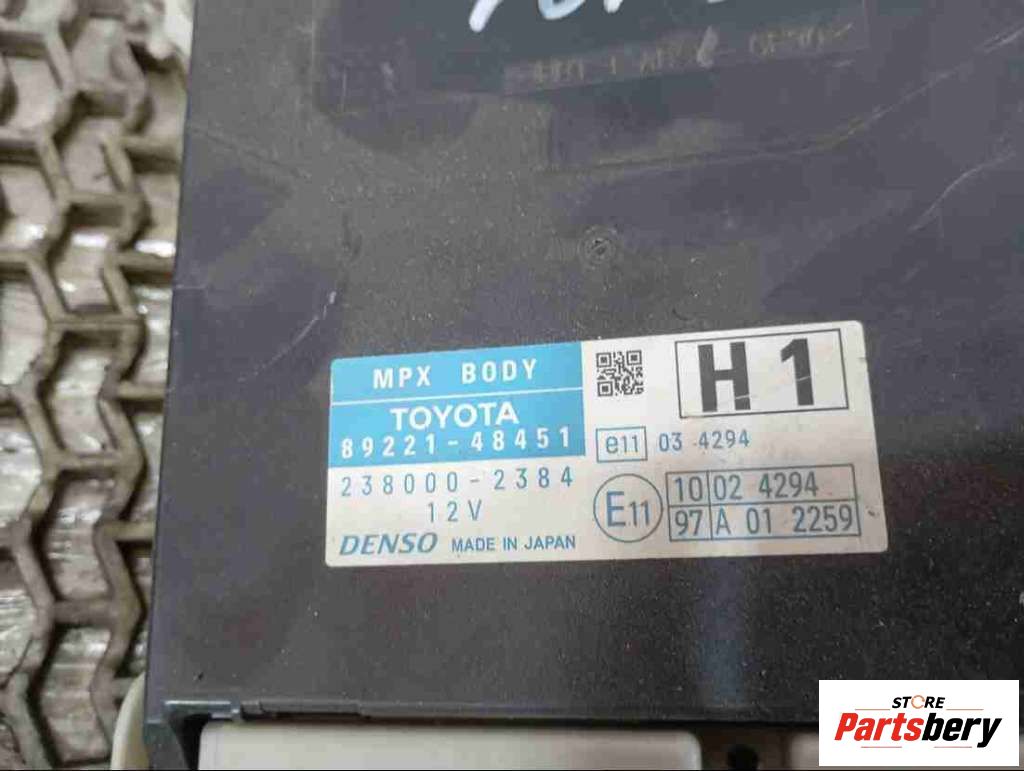 MPX BODY
TOYOTA
89221-48451
238000-2384
12V
DENSO MADE IN JAPAN
H1
e11 03 4294
E11
10 02 4294
97 A 01 2259
STORE
Partsbery